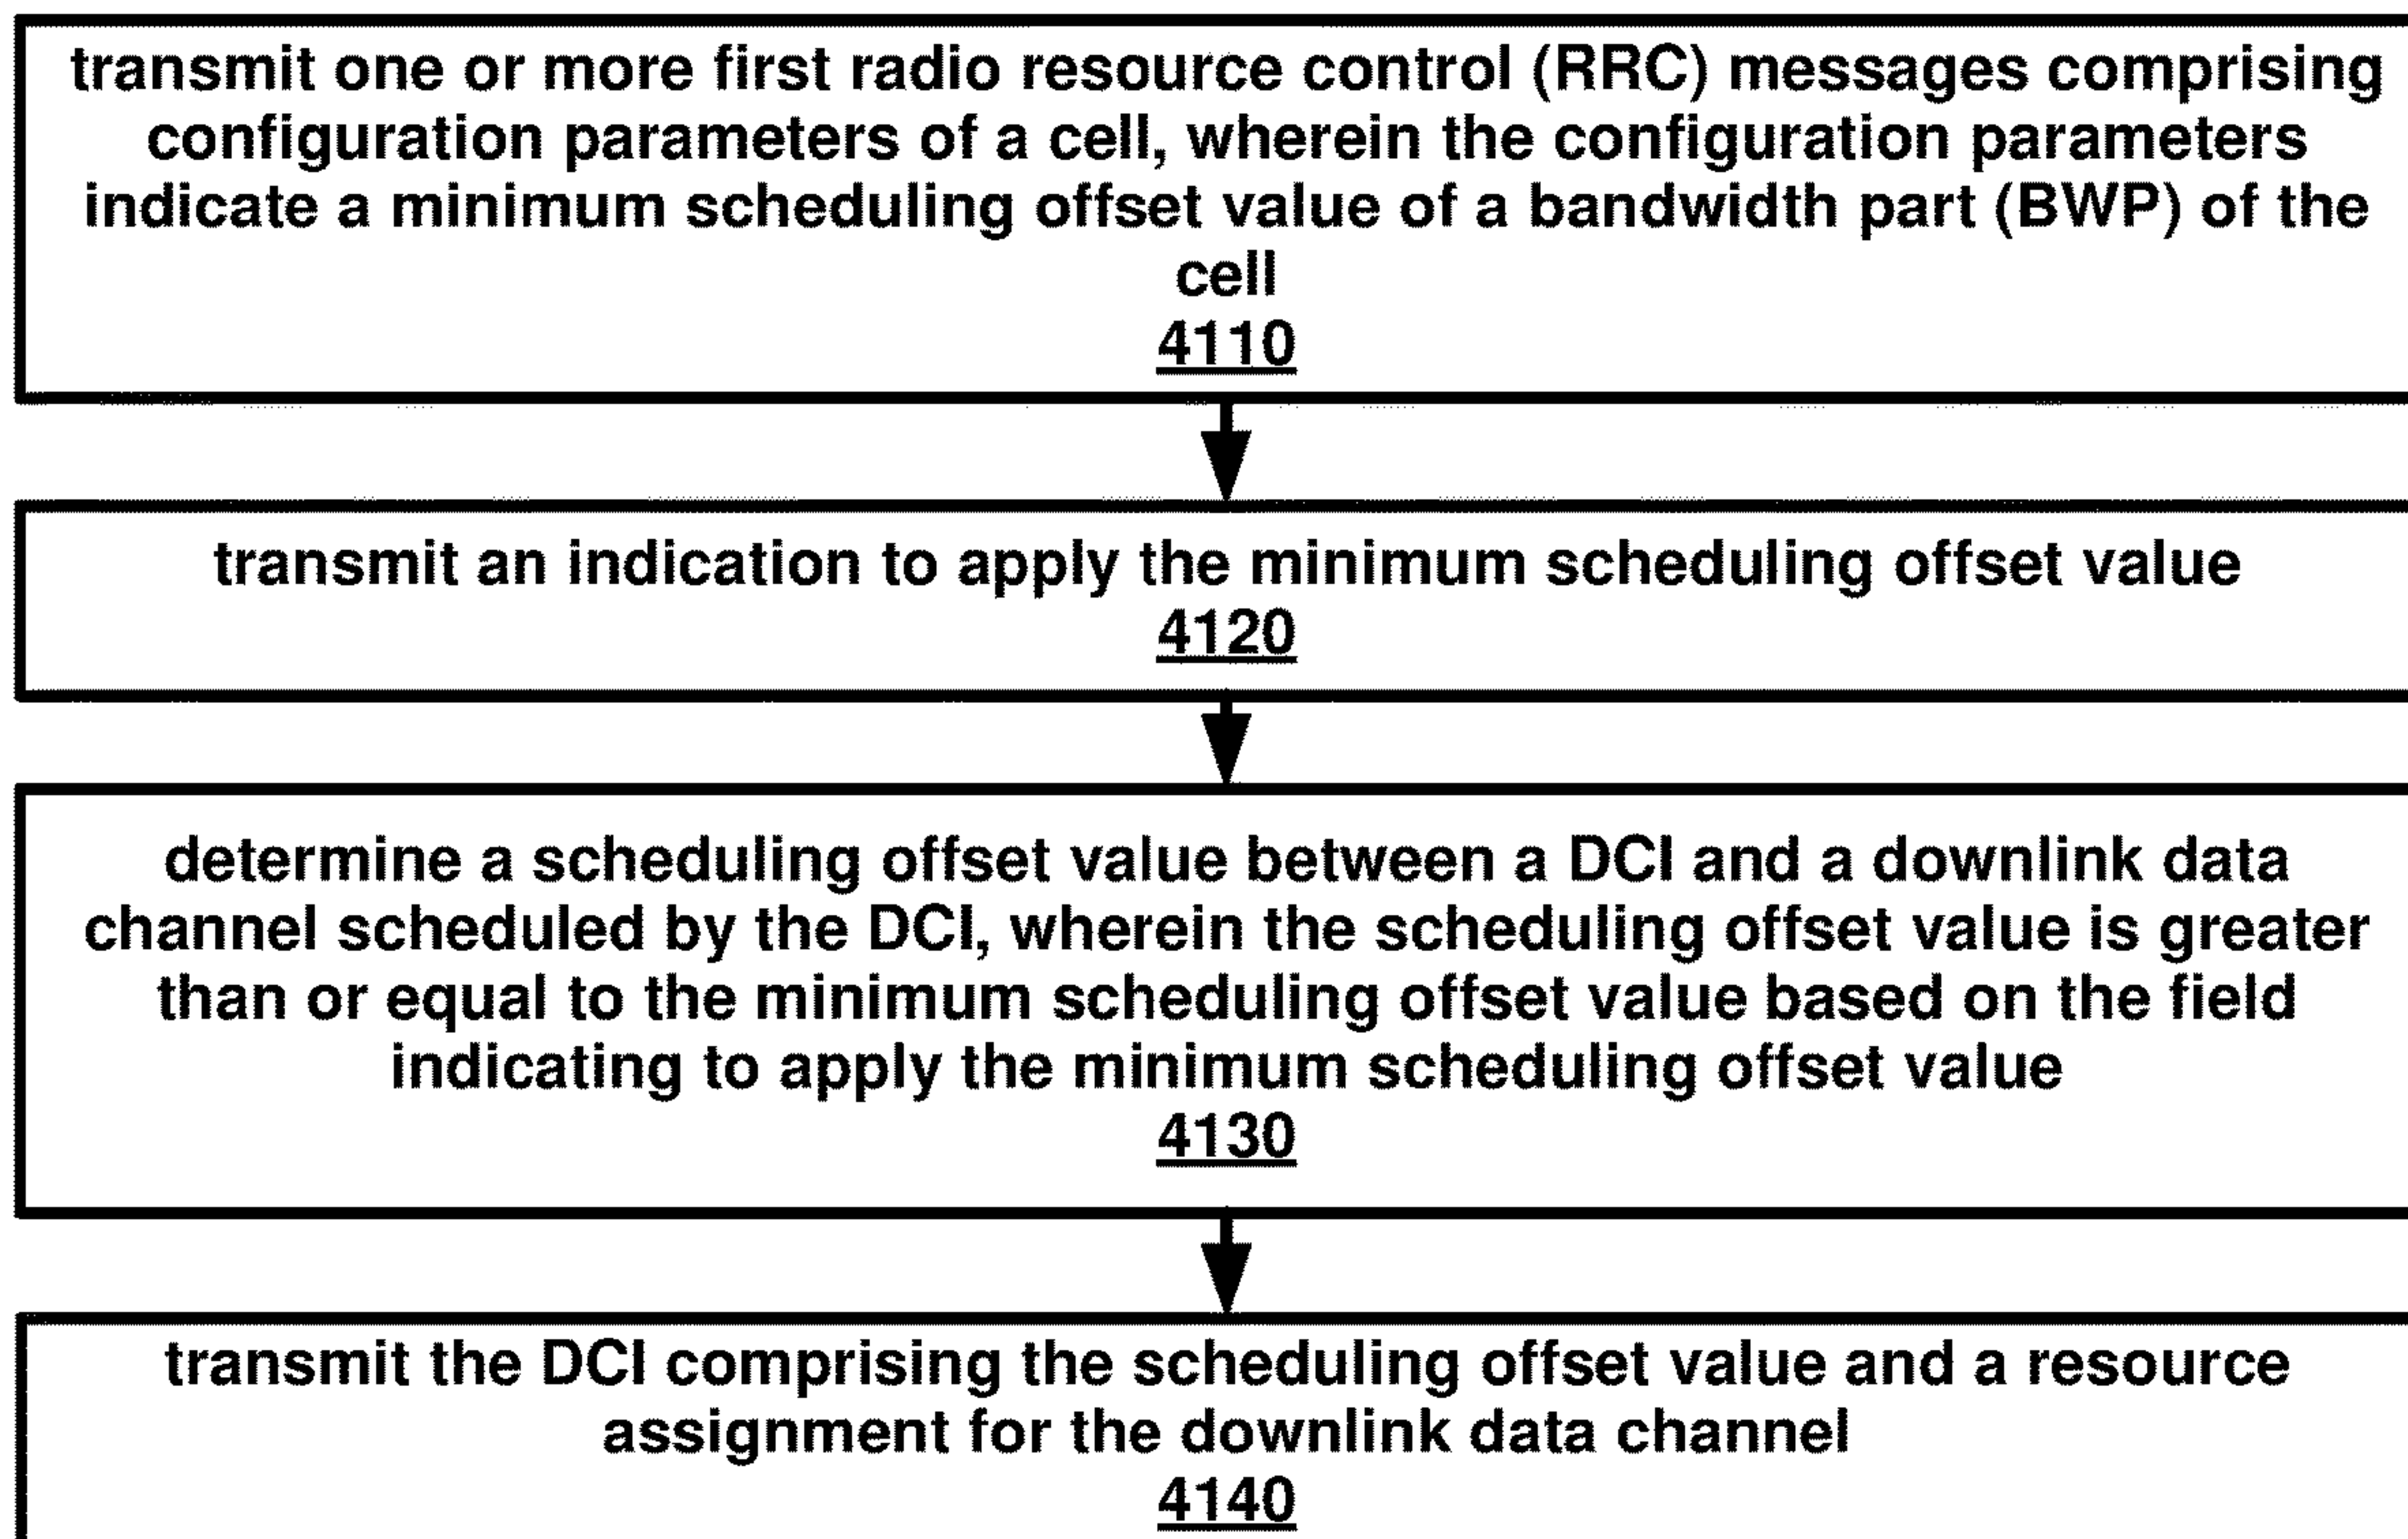 transmit one or more first radio resource control (RRC) messages comprising
configuration parameters of a cell, wherein the configuration parameters
indicate a minimum scheduling offset value of a bandwidth part (BWP) of the
cell
4110
transmit an indication to apply the minimum scheduling offset value
4120
determine a scheduling offset value between a DCI and a downlink data
channel scheduled by the DCI, wherein the scheduling offset value is greater
than or equal to the minimum scheduling offset value based on the field
indicating to apply the minimum scheduling offset value
4130
transmit the DCI comprising the scheduling offset value and a resource
assignment for the downlink data channel
4140